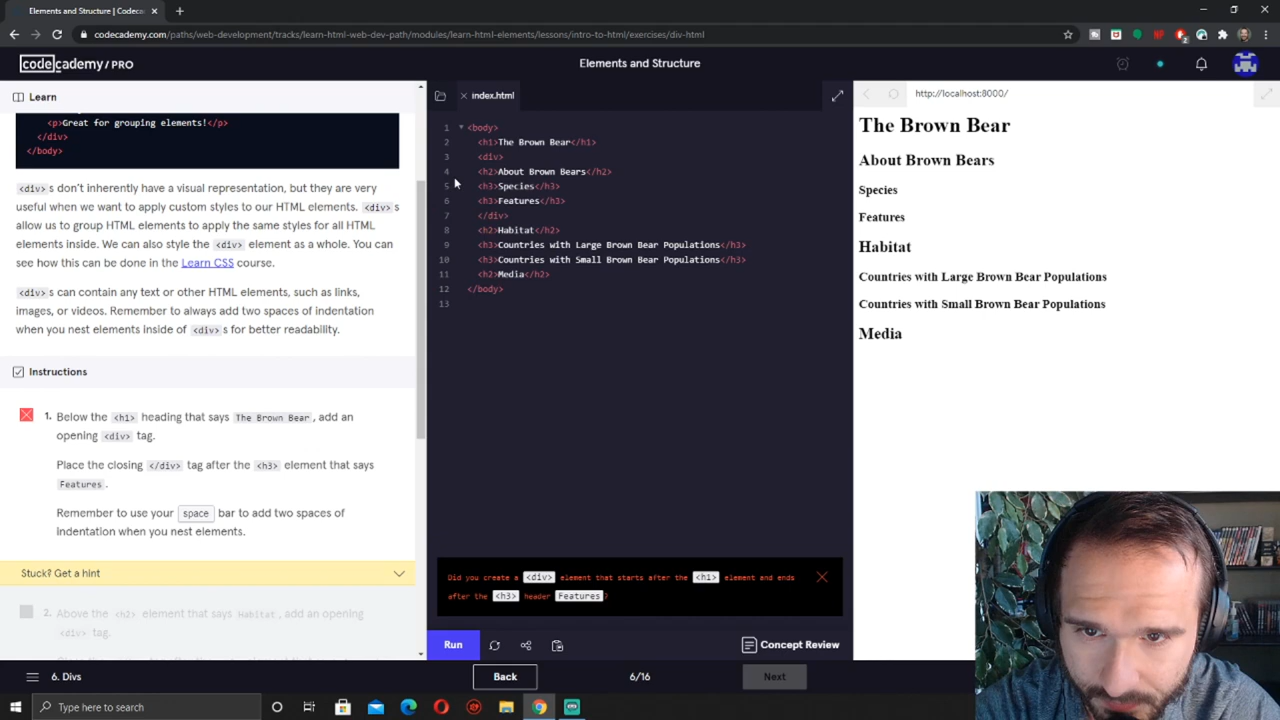 Elements and Structure | Codeca
codecademy.com/paths/web-development/tracks/learn-html-web-dev-path/modules/learn-html-elements/lessons/intro-to-html/exercises/div-html
codecademy/PRO
Elements and Structure
Learn
<p>Great for grouping elements!</p>
</div>
</body>
<div>s don't inherently have a visual representation, but they are very
useful when we want to apply custom styles to our HTML elements. <div>s
allow us to group HTML elements to apply the same styles for all HTML
elements inside. We can also style the <div> element as a whole. You can
see how this can be done in the Learn CSS course.
<div>s can contain any text or other HTML elements, such as links,
images, or videos. Remember to always add two spaces of indentation
when you nest elements inside of <div>s for better readability.
Instructions
1. Below the <h1> heading that says The Brown Bear, add an
opening <div> tag.
Place the closing </div> tag after the <h3> element that says
Features.
Remember to use your space bar to add two spaces of
indentation when you nest elements.
Stuck? Get a hint
2. Above the <h2> element that says Habitat, add an opening
<div> tag.
index.html
1 <body>
2 <h1>The Brown Bear</h1>
3 <div>
4 <h2>About Brown Bears</h2>
5 <h3>Species</h3>
6 <h3>Features</h3>
7 </div>
8 <h2>Habitat</h2>
9 <h3>Countries with Large Brown Bear Populations</h3>
10 <h3>Countries with Small Brown Bear Populations</h3>
11 <h2>Media</h2>
12 </body>
13
Did you create a <div> element that starts after the <h1> element and ends
after the <h3> header Features?
Run
Concept Review
http://localhost:8000/
The Brown Bear
About Brown Bears
Species
Features
Habitat
Countries with Large Brown Bear Populations
Countries with Small Brown Bear Populations
Media
6. Divs
Back
6/16
Next
Type here to search